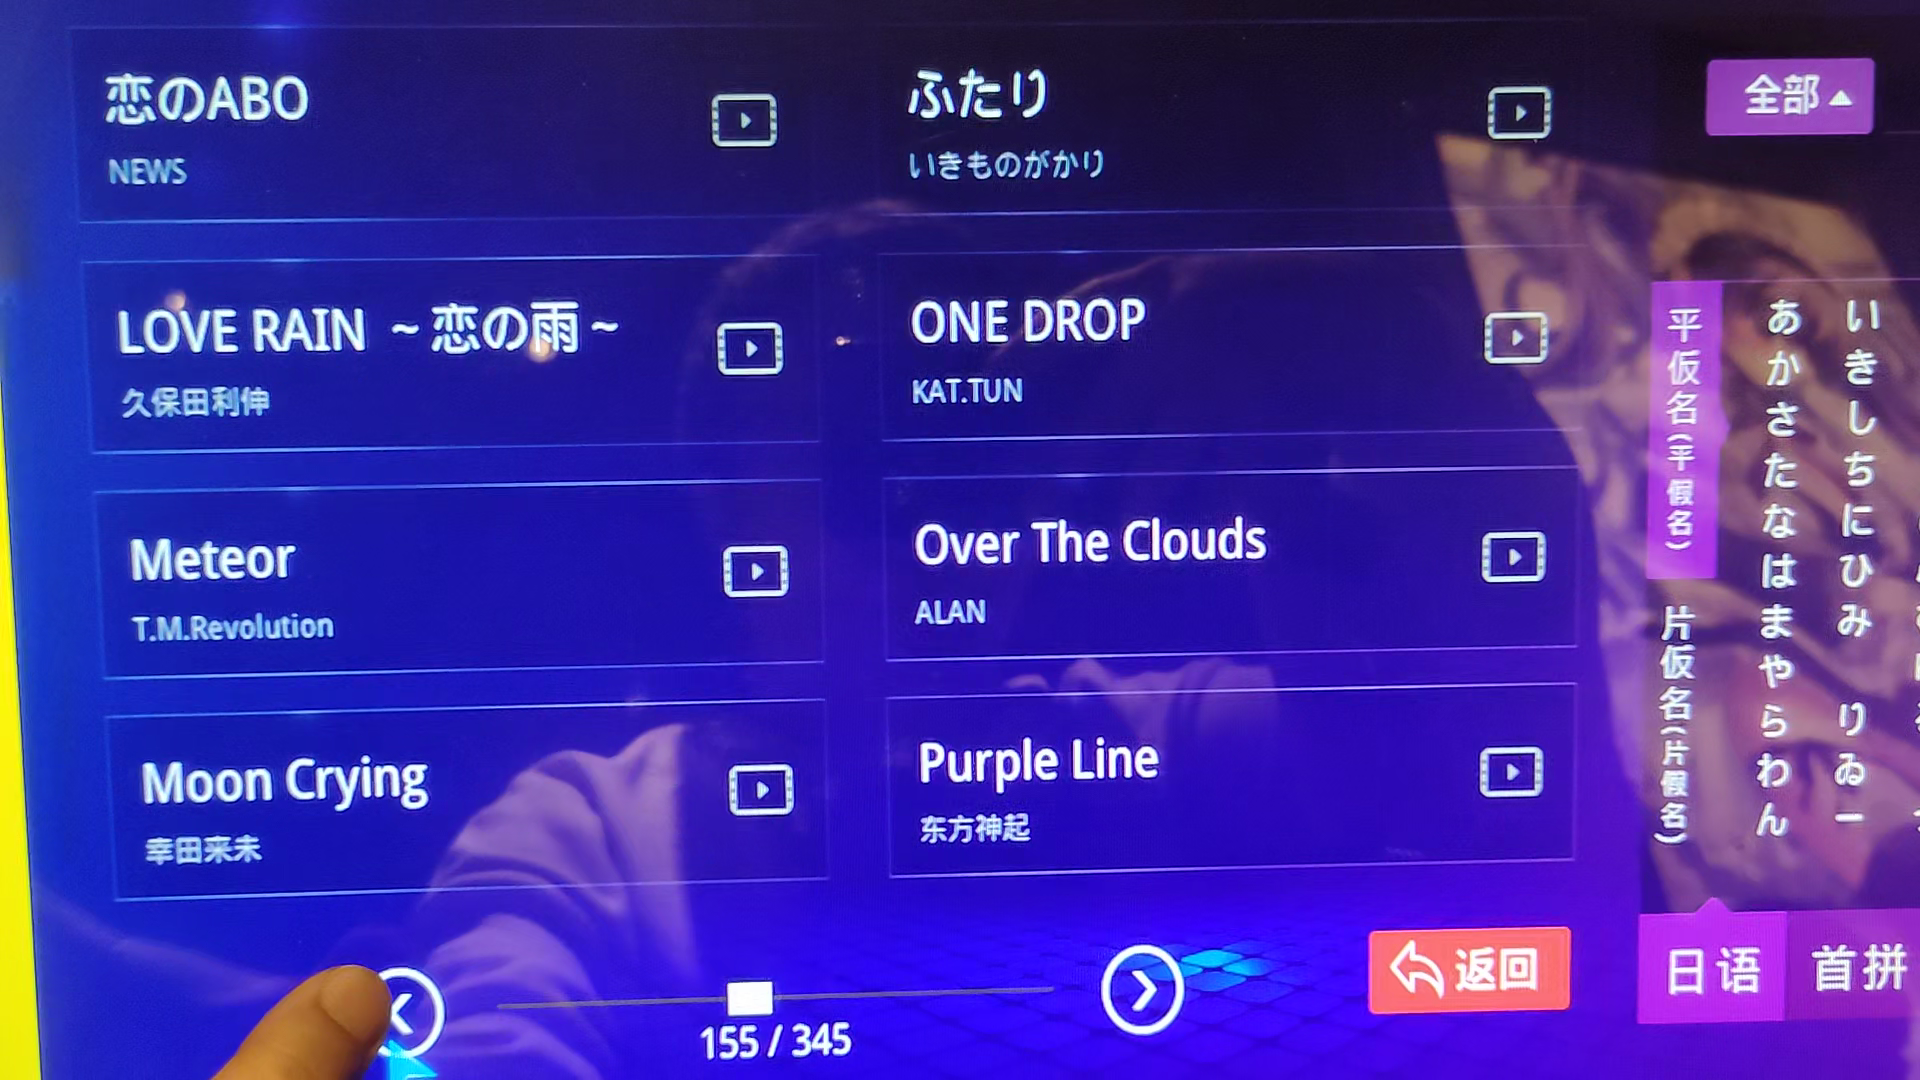 恋のABO
NEWS
ふたり
いきものがかり
LOVE RAIN ～恋の雨～
久保田利伸
ONE DROP
KAT.TUN
Meteor
T.M.Revolution
Over The Clouds
ALAN
Moon Crying
幸田来未
Purple Line
东方神起
155 / 345
返回
全部
平仮名(平假名)
片仮名(片假名)
あかさたなはまやらわん
いきしちにひみ りゐー
日语
首拼